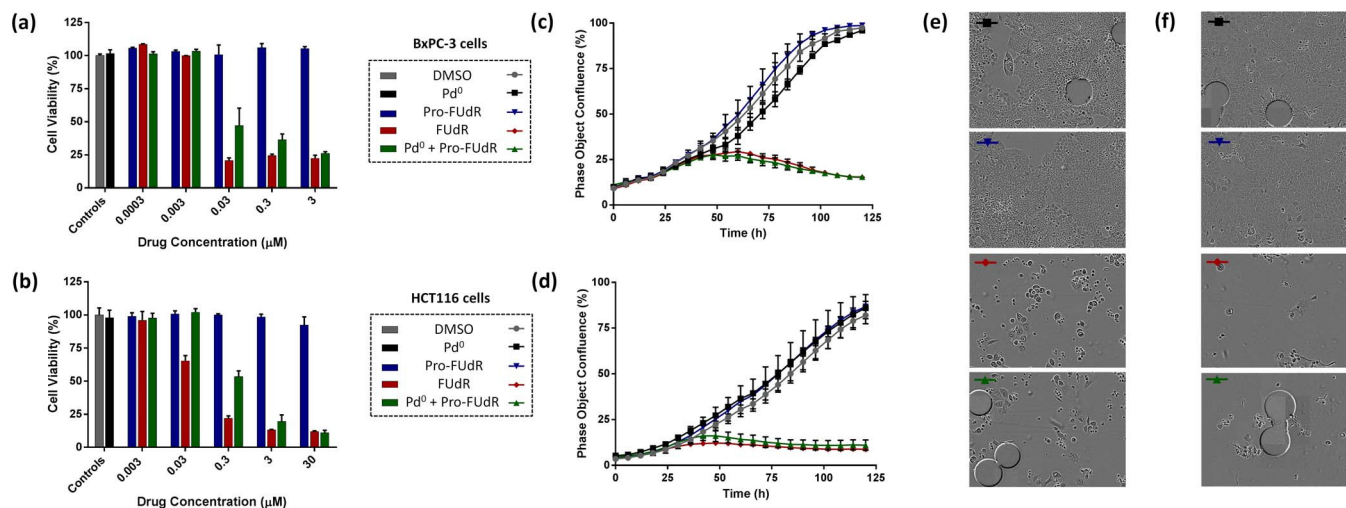 (a)
Cell Viability (%)
125
100
75
50
25
0
Controls
0.0003
0.003
0.03
0.3
3
Drug Concentration (μM)
BxPC-3 cells
DMSO
Pd⁰
Pro-FUdR
FUdR
Pd⁰ + Pro-FUdR
(c)
Phase Object Confluence (%)
100
75
50
25
0
0
25
50
75
100
125
Time (h)
(e)
(f)
(b)
Cell Viability (%)
125
100
75
50
25
0
Controls
0.003
0.03
0.3
3
30
Drug Concentration (μM)
HCT116 cells
DMSO
Pd⁰
Pro-FUdR
FUdR
Pd⁰ + Pro-FUdR
(d)
Phase Object Confluence (%)
100
75
50
25
0
0
25
50
75
100
125
Time (h)